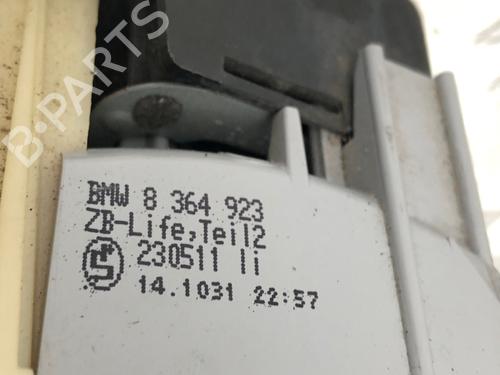 B-PARTS
BMW 8 364 923
ZB-Life,Teil2
230511 li
14.1031 22:57